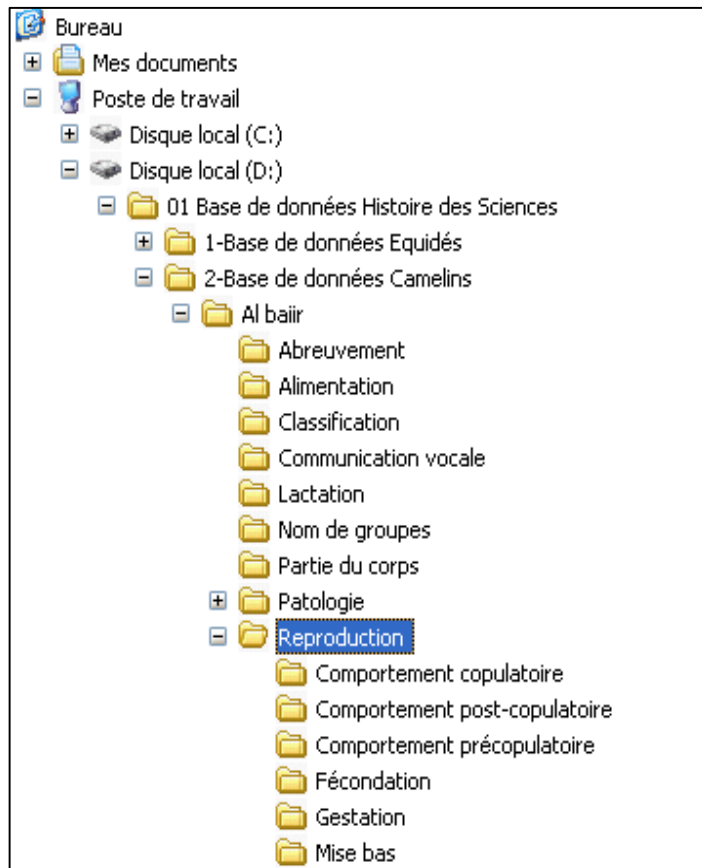 Bureau
Mes documents
Poste de travail
Disque local (C:)
Disque local (D:)
01 Base de données Histoire des Sciences
1-Base de données Equidés
2-Base de données Camelins
Al baiir
Abreuvement
Alimentation
Classification
Communication vocale
Lactation
Nom de groupes
Partie du corps
Patologie
Reproduction
Comportement copulatoire
Comportement post-copulatoire
Comportement précopulatoire
Fécondation
Gestation
Mise bas